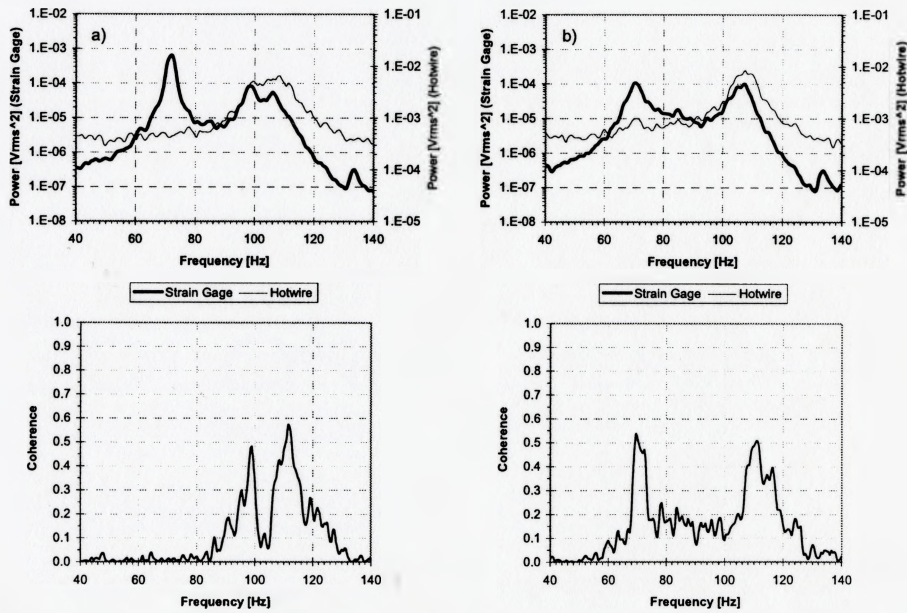 a)
Power [Vrms^2] (Strain Gage)
1.E-02
1.E-03
1.E-04
1.E-05
1.E-06
1.E-07
1.E-08
1.E-01
1.E-02
1.E-03
1.E-04
1.E-05
Power [Vrms^2] (Hotwire)
40 60 80 100 120 140
Frequency [Hz]
Strain Gage Hotwire
b)
Power [Vrms^2] (Strain Gage)
1.E-02
1.E-03
1.E-04
1.E-05
1.E-06
1.E-07
1.E-08
1.E-01
1.E-02
1.E-03
1.E-04
1.E-05
Power [Vrms^2] (Hotwire)
40 60 80 100 120 140
Frequency [Hz]
Strain Gage Hotwire
Coherence
1.0
0.9
0.8
0.7
0.6
0.5
0.4
0.3
0.2
0.1
0.0
40 60 80 100 120 140
Frequency [Hz]
Coherence
1.0
0.9
0.8
0.7
0.6
0.5
0.4
0.3
0.2
0.1
0.0
40 60 80 100 120 140
Frequency [Hz]